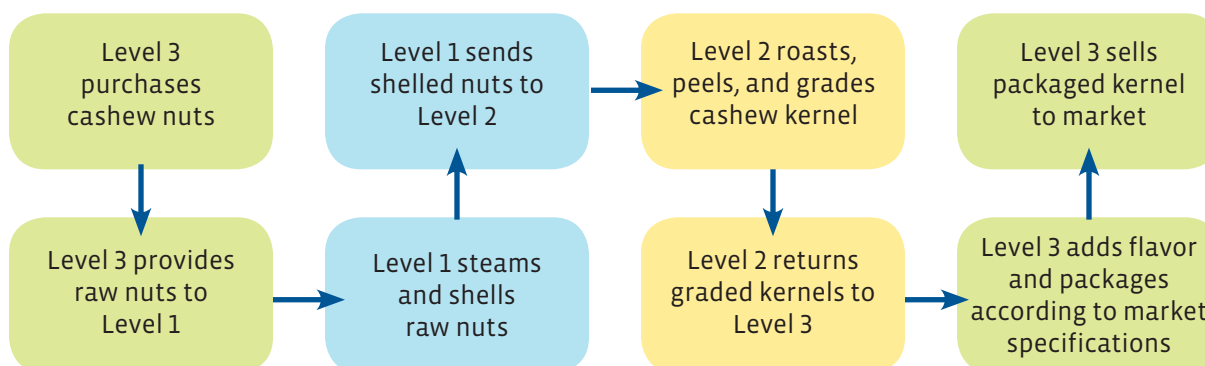 Level 3
purchases
cashew nuts
Level 3 provides
raw nuts to
Level 1
Level 1 steams
and shells
raw nuts
Level 1 sends
shelled nuts to
Level 2
Level 2 roasts,
peels, and grades
cashew kernel
Level 2 returns
graded kernels to
Level 3
Level 3 adds flavor
and packages
according to market
specifications
Level 3 sells
packaged kernel
to market